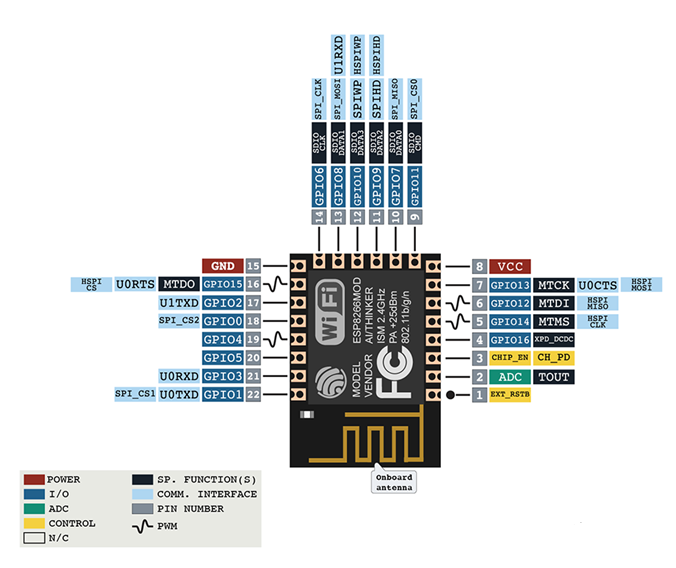 SPI_CLK SPI_MOSI U1RXD SPIWP HSPIWP SPIHD HSPIHD SPI_MISO SPI_CS0
SDIO CLK SDIO DATA1 SDIO DATA3 SDIO DATA2 SDIO DATA0 SDIO CMD
GPIO6 GPIO8 GPIO10 GPIO9 GPIO7 GPIO11
14 13 12 11 10 9
GND 15
HSPI CS U0RTS MTDO GPIO15 16
U1TXD GPIO2 17
SPI_CS2 GPIO0 18
GPIO4 19
GPIO5 20
U0RXD GPIO3 21
SPI_CS1 U0TXD GPIO1 22
WiFi
ESP8266MOD
AI/THINKER
ISM 2.4GHz
PA +25dBm
802.11b/g/n
MODEL
VENDOR
FC
8 VCC
7 GPIO13 MTCK U0CTS HSPI MOSI
6 GPIO12 MTDI HSPI MISO
5 GPIO14 MTMS HSPI CLK
4 GPIO16 XPD_DCDC
3 CHIP_EN CH_PD
2 ADC TOUT
1 EXT_RSTB
Onboard
antenna
POWER
I/O
ADC
CONTROL
N/C
SP. FUNCTION(S)
COMM. INTERFACE
PIN NUMBER
PWM